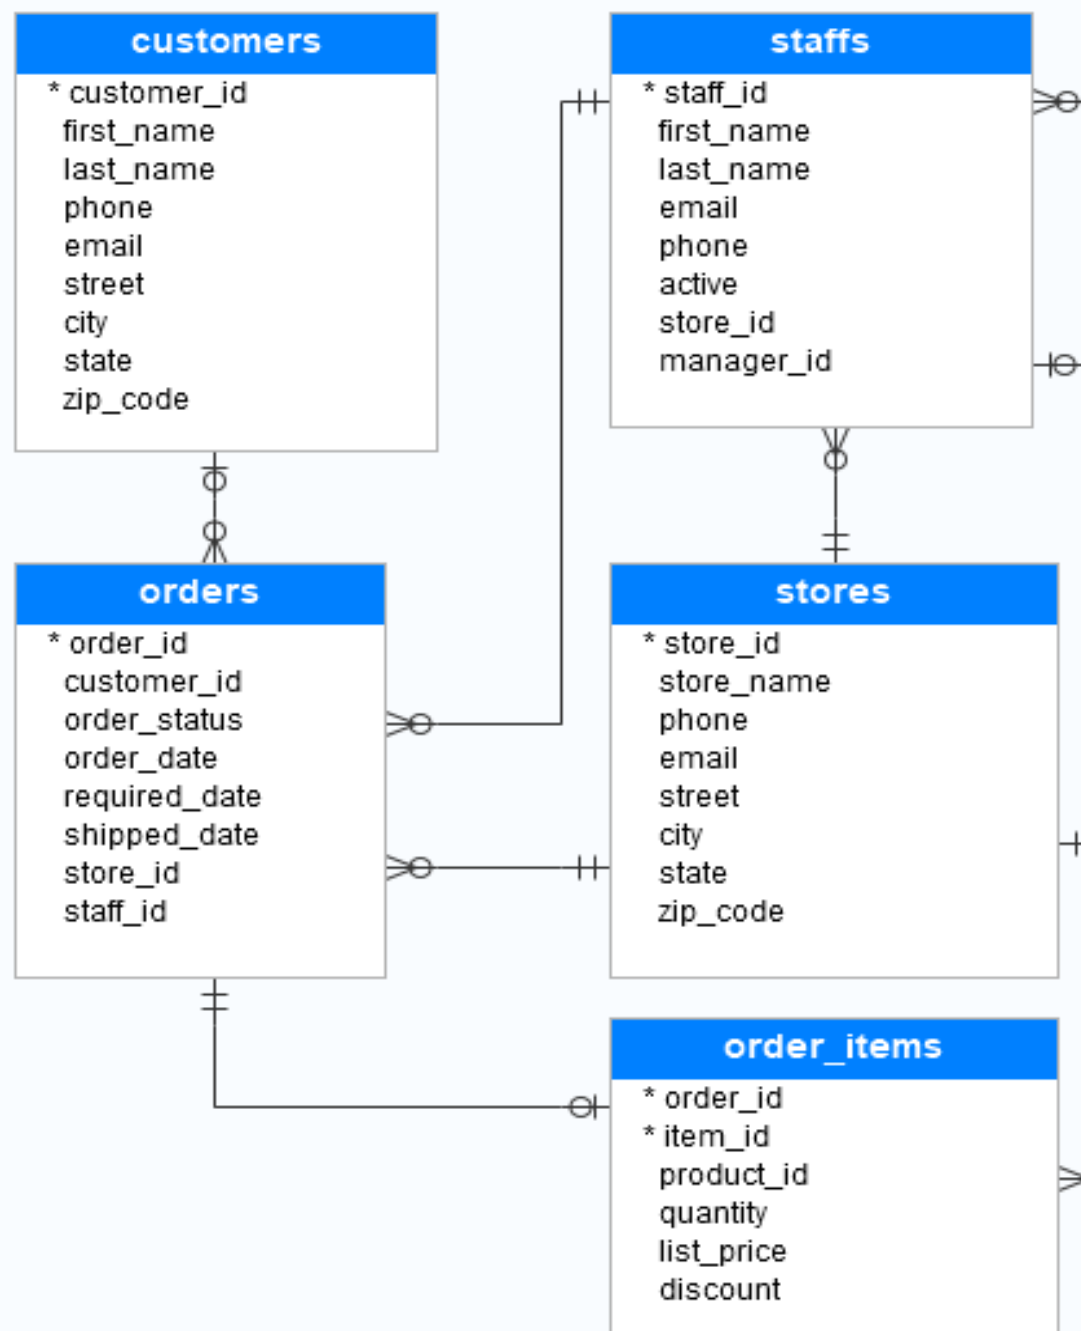 customers
* customer_id
first_name
last_name
phone
email
street
city
state
zip_code
staffs
* staff_id
first_name
last_name
email
phone
active
store_id
manager_id
orders
* order_id
customer_id
order_status
order_date
required_date
shipped_date
store_id
staff_id
stores
* store_id
store_name
phone
email
street
city
state
zip_code
order_items
* order_id
* item_id
product_id
quantity
list_price
discount